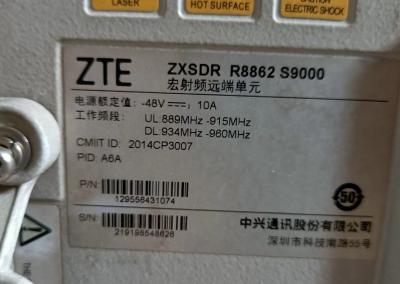 LASER
HOT SURFACE
CAUTION
ELECTRIC SHOCK
ZTE
ZXSDR R8862 S9000
宏射频远端单元
电源额定值: -48V⎓; 10A
工作频段: UL:889MHz -915MHz
DL:934MHz -960MHz
CMIIT ID: 2014CP3007
PID: A6A
P/N:
129556431074
50
S/N:
219198548626
中兴通讯股份有限公司
深圳市科技南路55号
THE